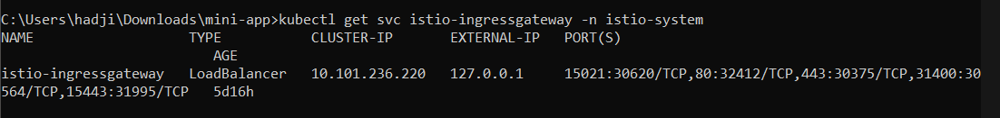 C:\Users\hadji\Downloads\mini-app>kubectl get svc istio-ingressgateway -n istio-system
NAME                   TYPE           CLUSTER-IP       EXTERNAL-IP   PORT(S)
                       AGE
istio-ingressgateway   LoadBalancer   10.101.236.220   127.0.0.1     15021:30620/TCP,80:32412/TCP,443:30375/TCP,31400:30
564/TCP,15443:31995/TCP   5d16h